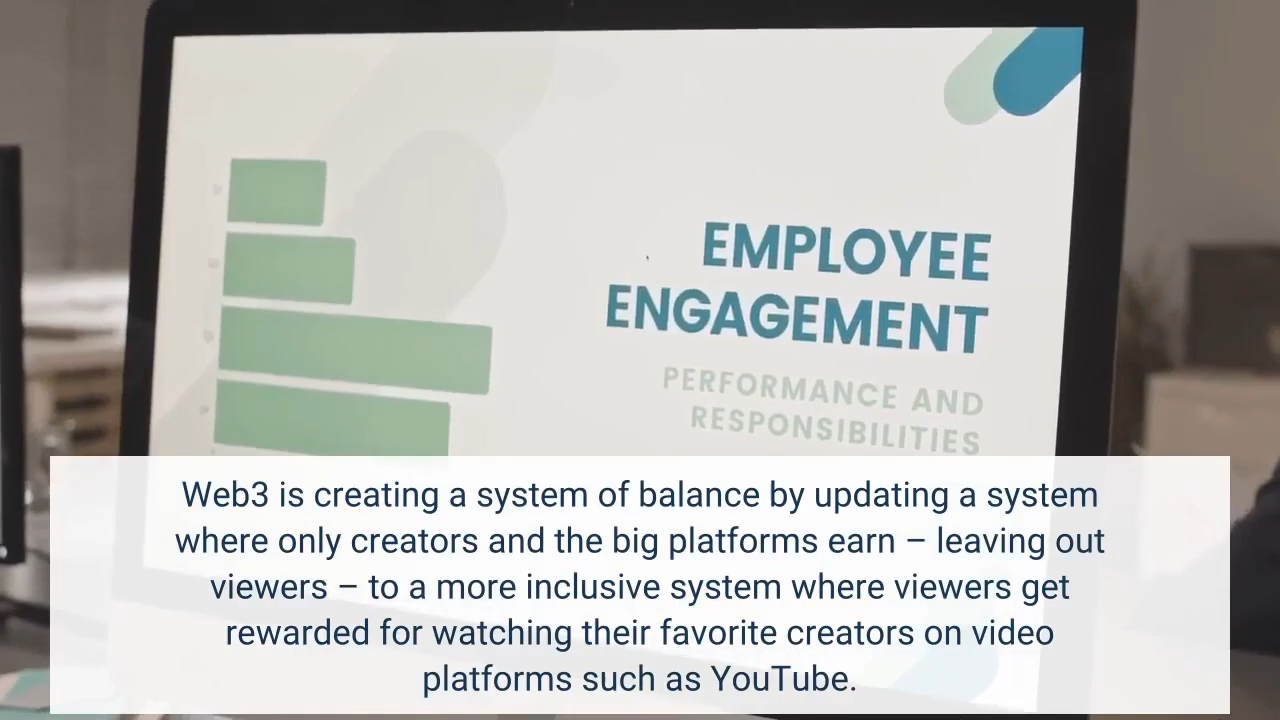 EMPLOYEE
ENGAGEMENT
PERFORMANCE AND
RESPONSIBILITIES
Web3 is creating a system of balance by updating a system
where only creators and the big platforms earn – leaving out
viewers – to a more inclusive system where viewers get
rewarded for watching their favorite creators on video
platforms such as YouTube.